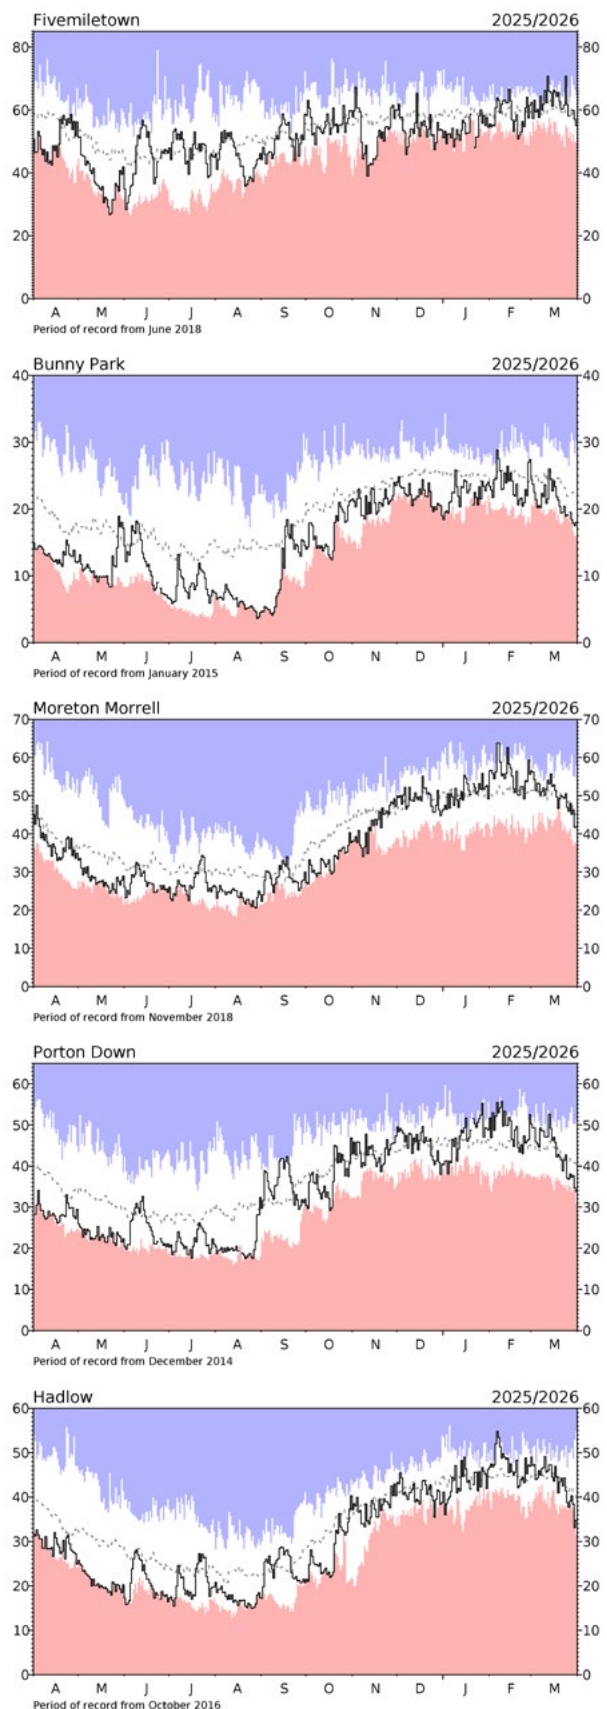 Fivemiletown 2025/2026
80 80
60 60
40 40
20 20
0 0
A M J J A S O N D J F M
Period of record from June 2018
Bunny Park 2025/2026
40 40
30 30
20 20
10 10
0 0
A M J J A S O N D J F M
Period of record from January 2015
Moreton Morrell 2025/2026
70 70
60 60
50 50
40 40
30 30
20 20
10 10
0 0
A M J J A S O N D J F M
Period of record from November 2018
Porton Down 2025/2026
60 60
50 50
40 40
30 30
20 20
10 10
0 0
A M J J A S O N D J F M
Period of record from December 2014
Hadlow 2025/2026
60 60
50 50
40 40
30 30
20 20
10 10
0 0
A M J J A S O N D J F M
Period of record from October 2016